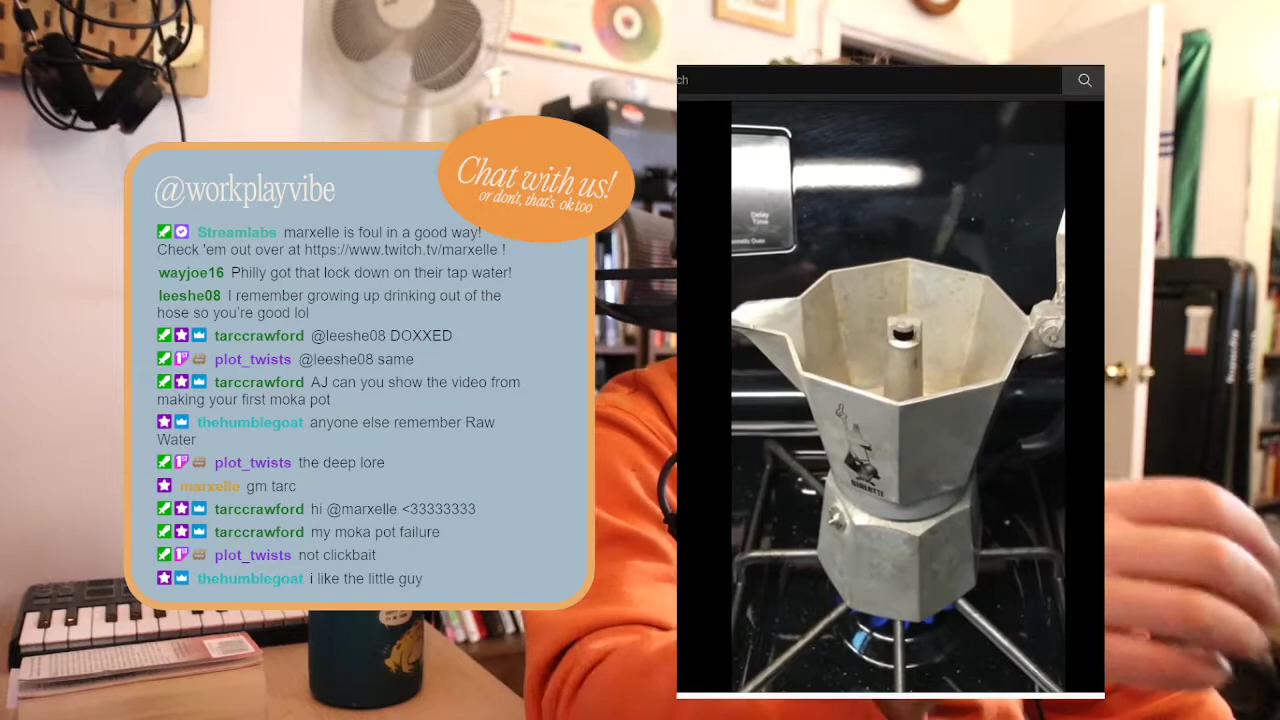 @workplayvibe
Chat with us!
or don't, that's ok too
Streamlabs marxelle is foul in a good way!
Check 'em out over at https://www.twitch.tv/marxelle !
wayjoe16 Philly got that lock down on their tap water!
leeshe08 I remember growing up drinking out of the
hose so you're good lol
tarccrawford @leeshe08 DOXXED
plot_twists @leeshe08 same
tarccrawford AJ can you show the video from
making your first moka pot
thehumblegoat anyone else remember Raw
Water
plot_twists the deep lore
marxelle gm tarc
tarccrawford hi @marxelle <33333333
tarccrawford my moka pot failure
plot_twists not clickbait
thehumblegoat i like the little guy
ch
Delay
Time
BIALETTI